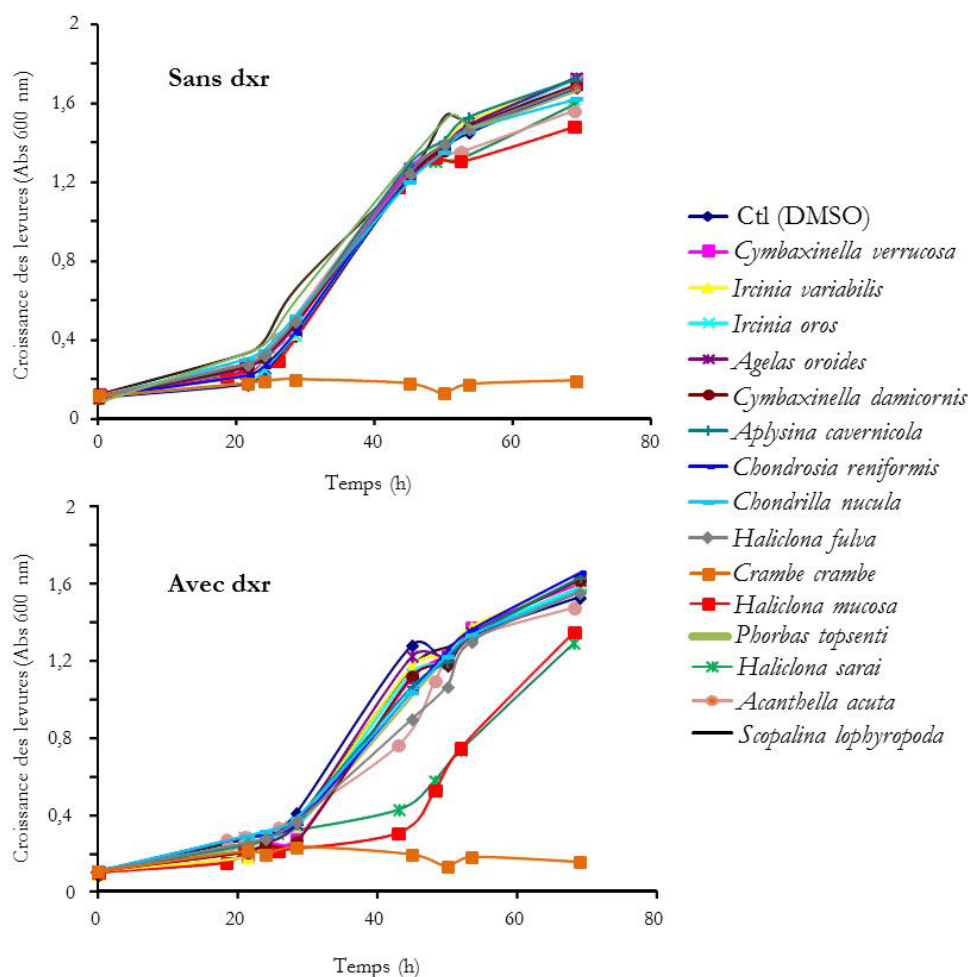 2
1,6
1,2
0,8
0,4
0
0
20
40
60
80
Croissance des levures (Abs 600 nm)
Sans dxr
Temps (h)
2
1,6
1,2
0,8
0,4
0
0
20
40
60
80
Croissance des levures (Abs 600 nm)
Avec dxr
Temps (h)
Ctl (DMSO)
Cymbaxinella verrucosa
Ircinia variabilis
Ircinia oros
Agelas oroides
Cymbaxinella damicornis
Aplysina cavernicola
Chondrosia reniformis
Chondrilla nucula
Haliclona fulva
Crambe crambe
Haliclona mucosa
Phorbas topsenti
Haliclona sarai
Acanthella acuta
Scopalina lophyropoda